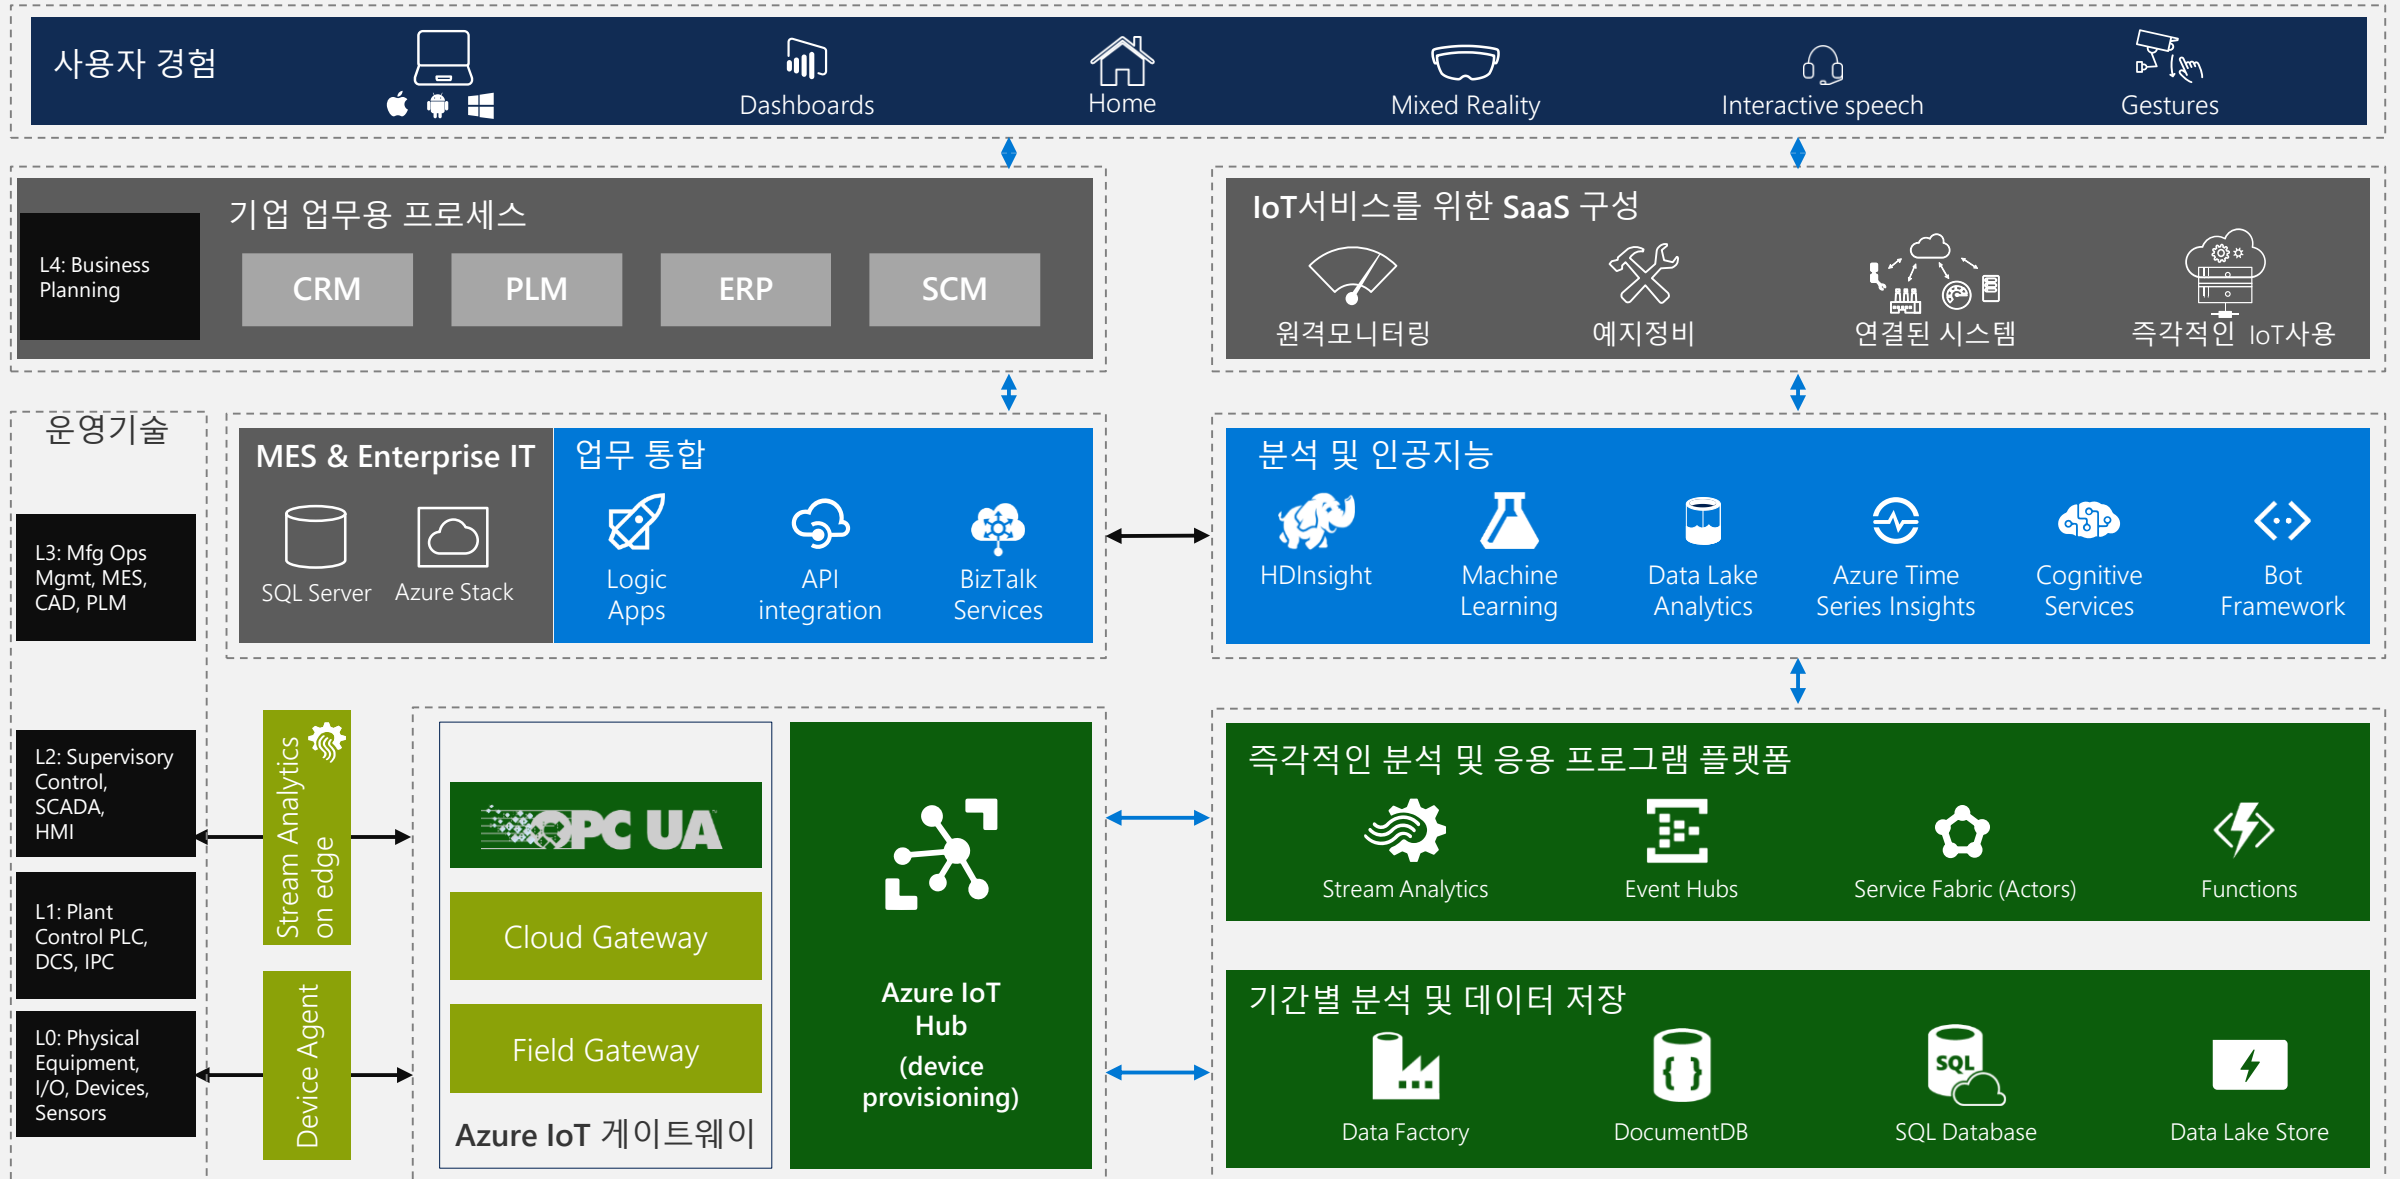 사용자 경험
Dashboards
Home
Mixed Reality
Interactive speech
Gestures
기업 업무용 프로세스
L4: Business
Planning
CRM
PLM
ERP
SCM
IoT서비스를 위한 SaaS 구성
원격모니터링
예지정비
연결된 시스템
즉각적인 IoT사용
운영기술
L3: Mfg Ops
Mgmt, MES,
CAD, PLM
L2: Supervisory
Control,
SCADA,
HMI
L1: Plant
Control PLC,
DCS, IPC
L0: Physical
Equipment,
I/O, Devices,
Sensors
MES & Enterprise IT
SQL Server
Azure Stack
업무 통합
Logic
Apps
API
integration
BizTalk
Services
분석 및 인공지능
HDInsight
Machine
Learning
Data Lake
Analytics
Azure Time
Series Insights
Cognitive
Services
Bot
Framework
Stream Analytics
on edge
Device Agent
OPC UA
Cloud Gateway
Field Gateway
Azure IoT 게이트웨이
Azure IoT
Hub
(device
provisioning)
즉각적인 분석 및 응용 프로그램 플랫폼
Stream Analytics
Event Hubs
Service Fabric (Actors)
Functions
기간별 분석 및 데이터 저장
Data Factory
DocumentDB
SQL
SQL Database
Data Lake Store